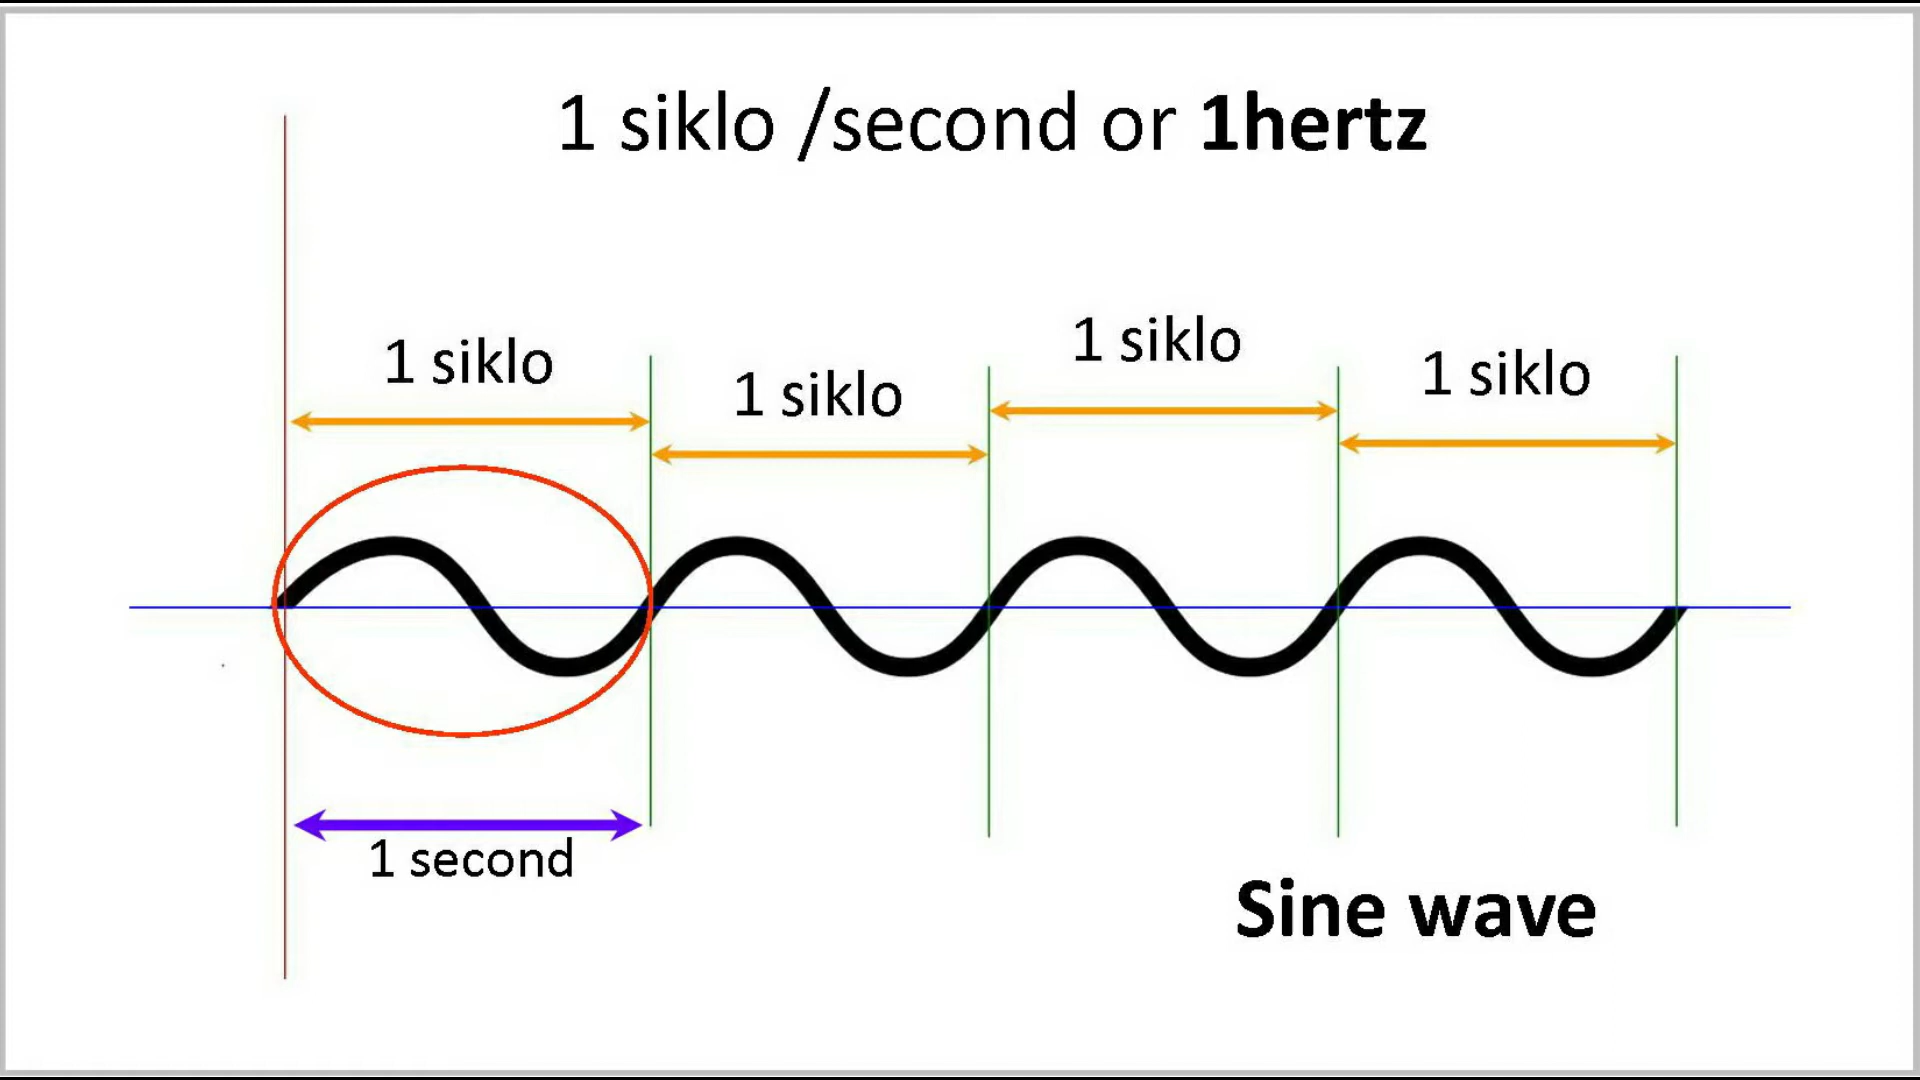 1 siklo /second or 1hertz
1 siklo
1 siklo
1 siklo
1 siklo
1 second
Sine wave